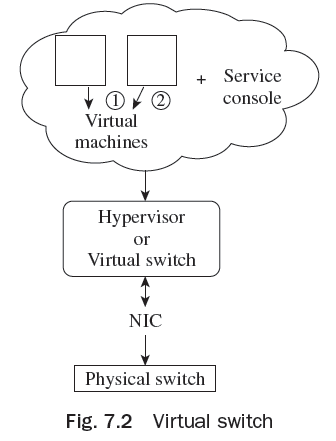 + Service
console
① ②
Virtual
machines
Hypervisor
or
Virtual switch
NIC
Physical switch
Fig. 7.2 Virtual switch